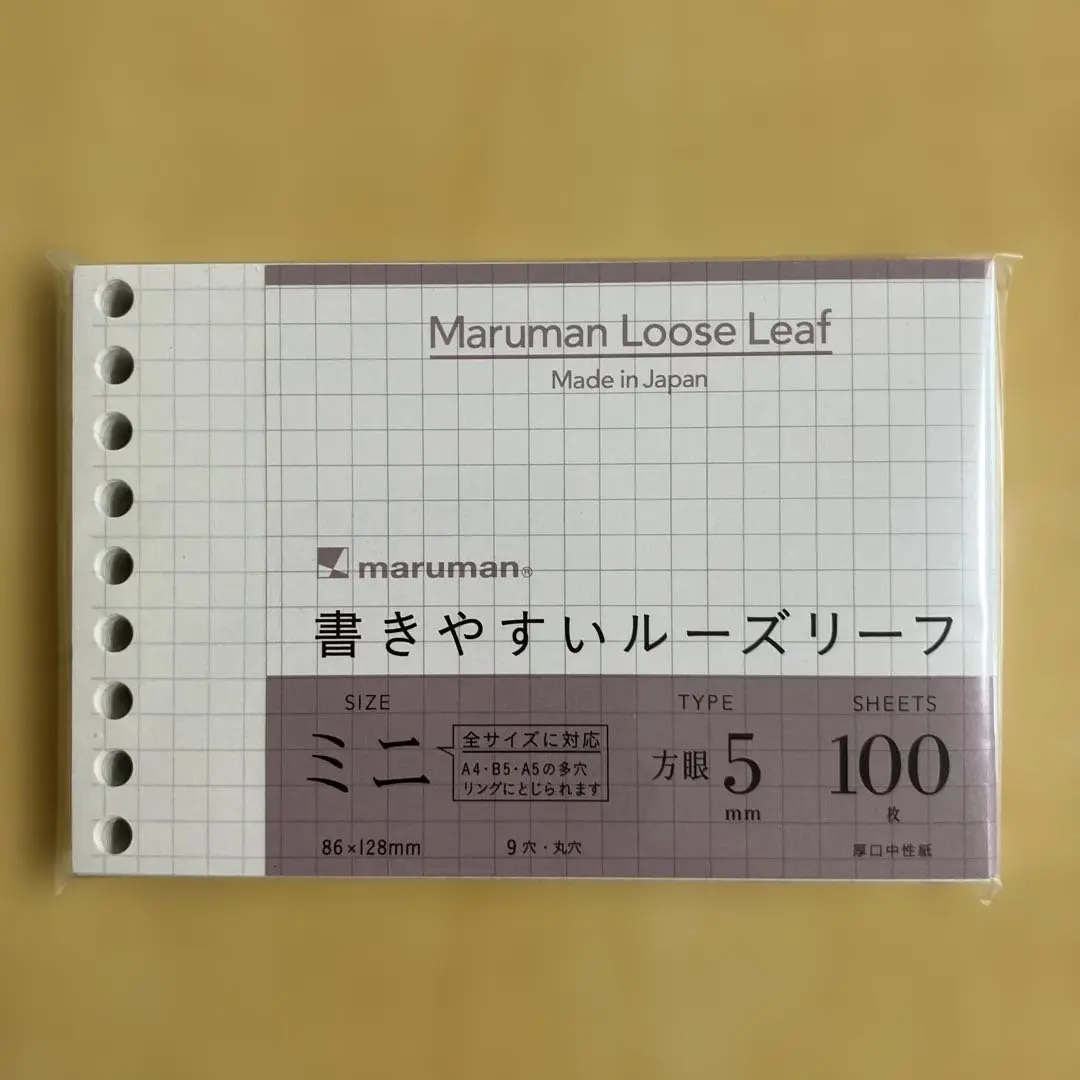 Maruman Loose Leaf
Made in Japan
maruman®
書きやすいルーズリーフ
SIZE
ミニ
全サイズに対応
A4・B5・A5の多穴
リングにとじられます
86×128mm
9穴・丸穴
TYPE
方眼5
mm
SHEETS
100
枚
厚口中性紙